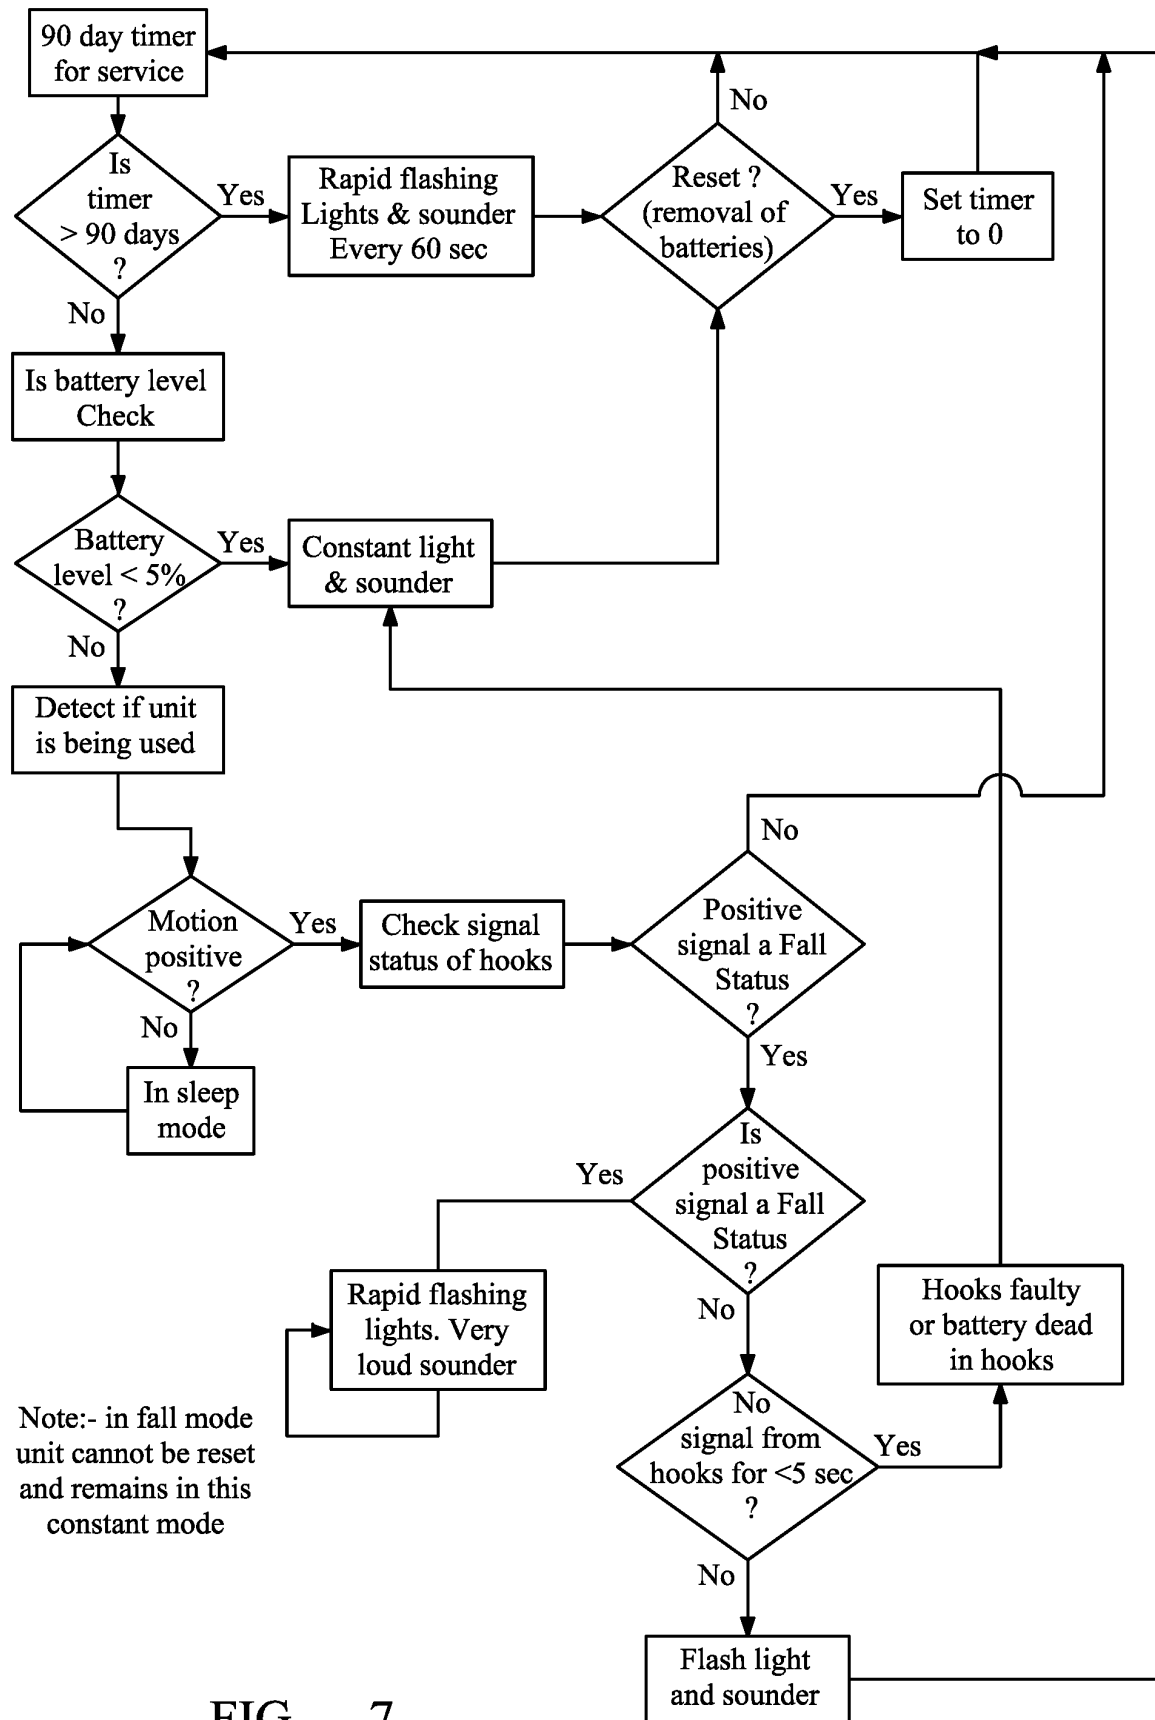 90 day timer
for service
No
Is
timer
> 90 days
?
Yes
Rapid flashing
Lights & sounder
Every 60 sec
Reset ?
(removal of
batteries)
Yes
Set timer
to 0
No
Is battery level
Check
Battery
level < 5%
?
Yes
Constant light
& sounder
No
Detect if unit
is being used
No
Motion
positive
?
Yes
Check signal
status of hooks
Positive
signal a Fall
Status
?
No
Yes
In sleep
mode
Is
positive
signal a Fall
Status
?
Yes
Rapid flashing
lights. Very
loud sounder
No
Hooks faulty
or battery dead
in hooks
Note:- in fall mode
unit cannot be reset
and remains in this
constant mode
No
signal from
hooks for <5 sec
?
Yes
No
Flash light
and sounder
FIG. 7